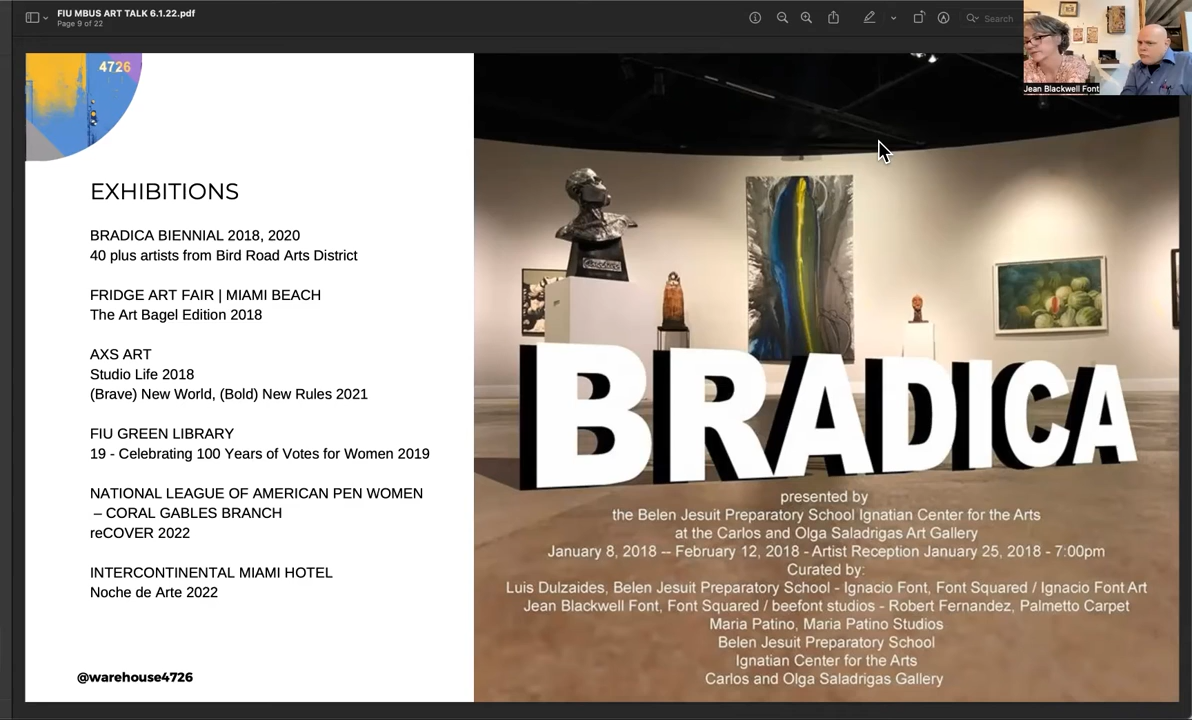 FIU MBUS ART TALK 6.1.22.pdf
Page 9 of 22
Search
Jean Blackwell Font
4726
EXHIBITIONS
BRADICA BIENNIAL 2018, 2020
40 plus artists from Bird Road Arts District
FRIDGE ART FAIR | MIAMI BEACH
The Art Bagel Edition 2018
AXS ART
Studio Life 2018
(Brave) New World, (Bold) New Rules 2021
FIU GREEN LIBRARY
19 - Celebrating 100 Years of Votes for Women 2019
NATIONAL LEAGUE OF AMERICAN PEN WOMEN
– CORAL GABLES BRANCH
reCOVER 2022
INTERCONTINENTAL MIAMI HOTEL
Noche de Arte 2022
@warehouse4726
BRADICA
presented by
the Belen Jesuit Preparatory School Ignatian Center for the Arts
at the Carlos and Olga Saladrigas Art Gallery
January 8, 2018 -- February 12, 2018 - Artist Reception January 25, 2018 - 7:00pm
Curated by:
Luis Dulzaides, Belen Jesuit Preparatory School - Ignacio Font, Font Squared / Ignacio Font Art
Jean Blackwell Font, Font Squared / beefont studios - Robert Fernandez, Palmetto Carpet
Maria Patino, Maria Patino Studios
Belen Jesuit Preparatory School
Ignatian Center for the Arts
Carlos and Olga Saladrigas Gallery